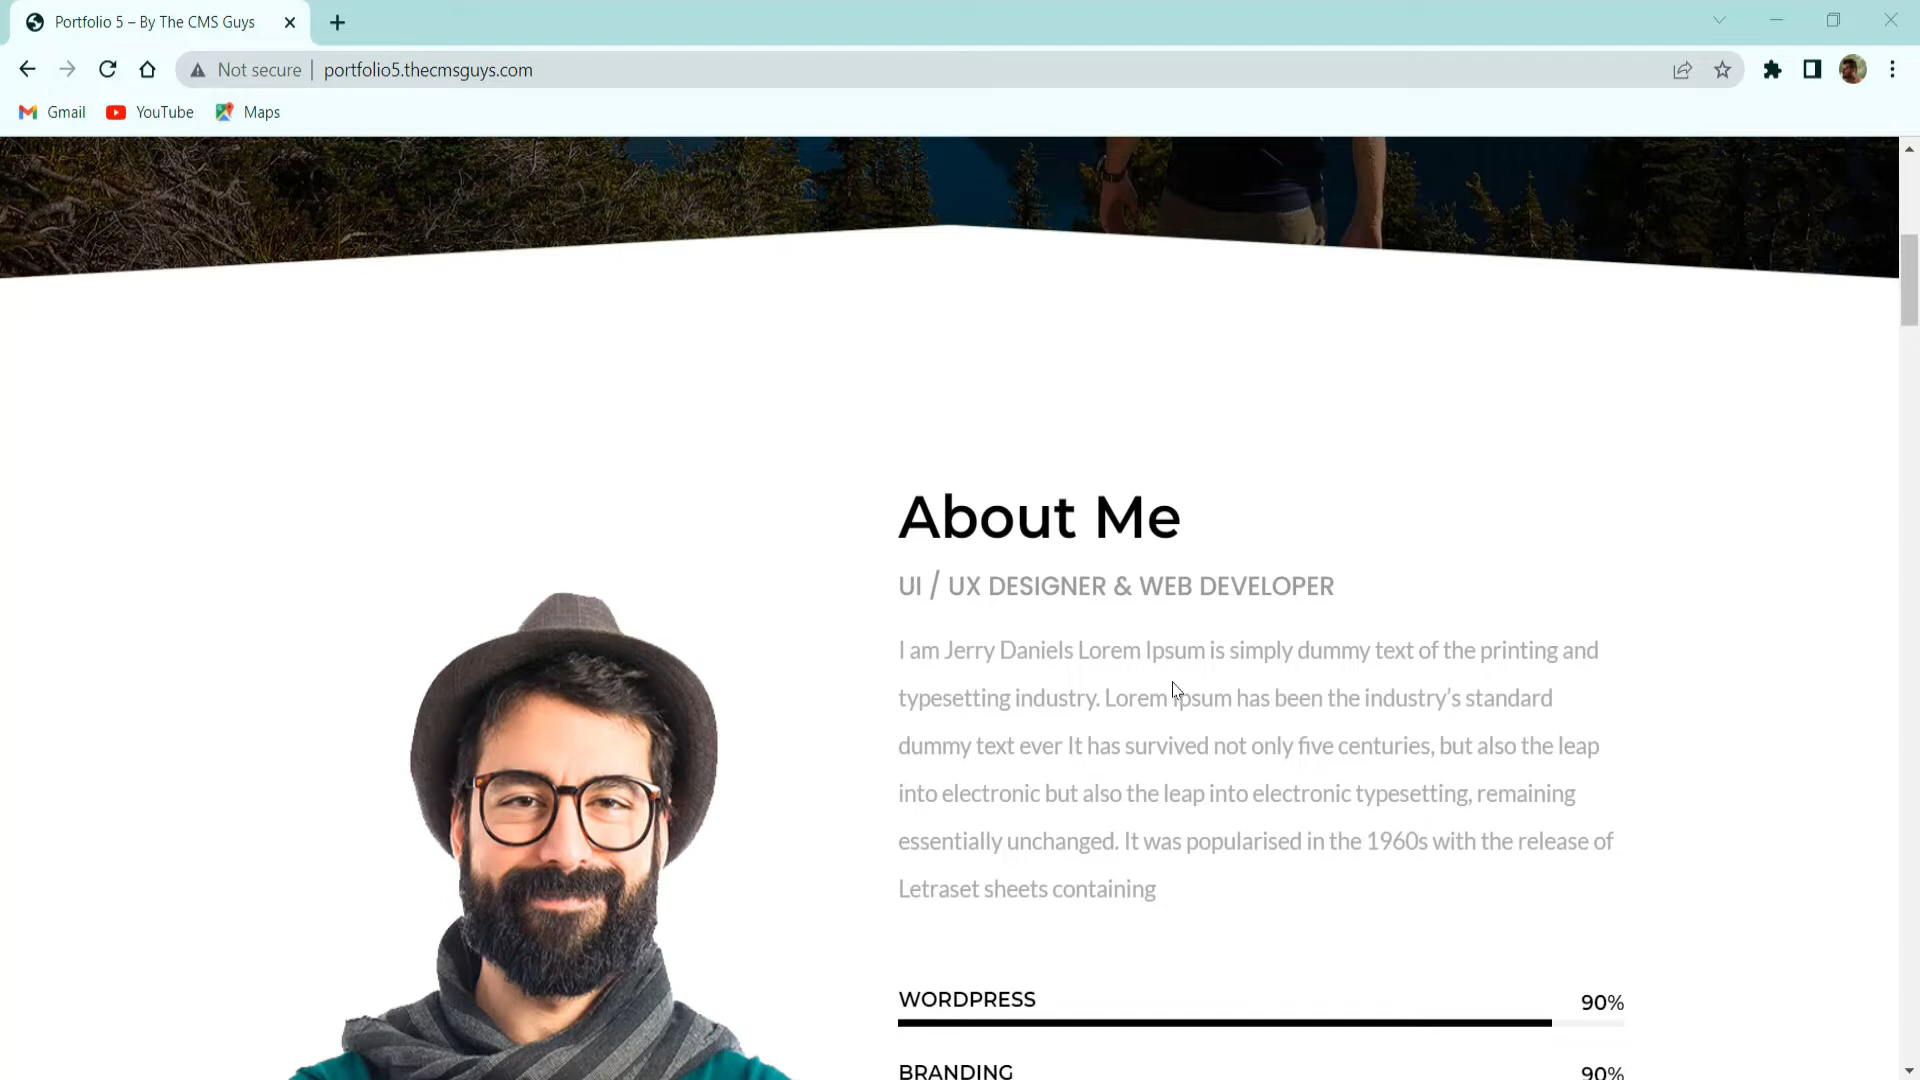 Portfolio 5 – By The CMS Guys
Not secure
portfolio5.thecmsguys.com
Gmail
YouTube
Maps
About Me
UI / UX DESIGNER & WEB DEVELOPER
I am Jerry Daniels Lorem Ipsum is simply dummy text of the printing and
typesetting industry. Lorem Ipsum has been the industry’s standard
dummy text ever It has survived not only five centuries, but also the leap
into electronic but also the leap into electronic typesetting, remaining
essentially unchanged. It was popularised in the 1960s with the release of
Letraset sheets containing
WORDPRESS 90%
BRANDING 90%